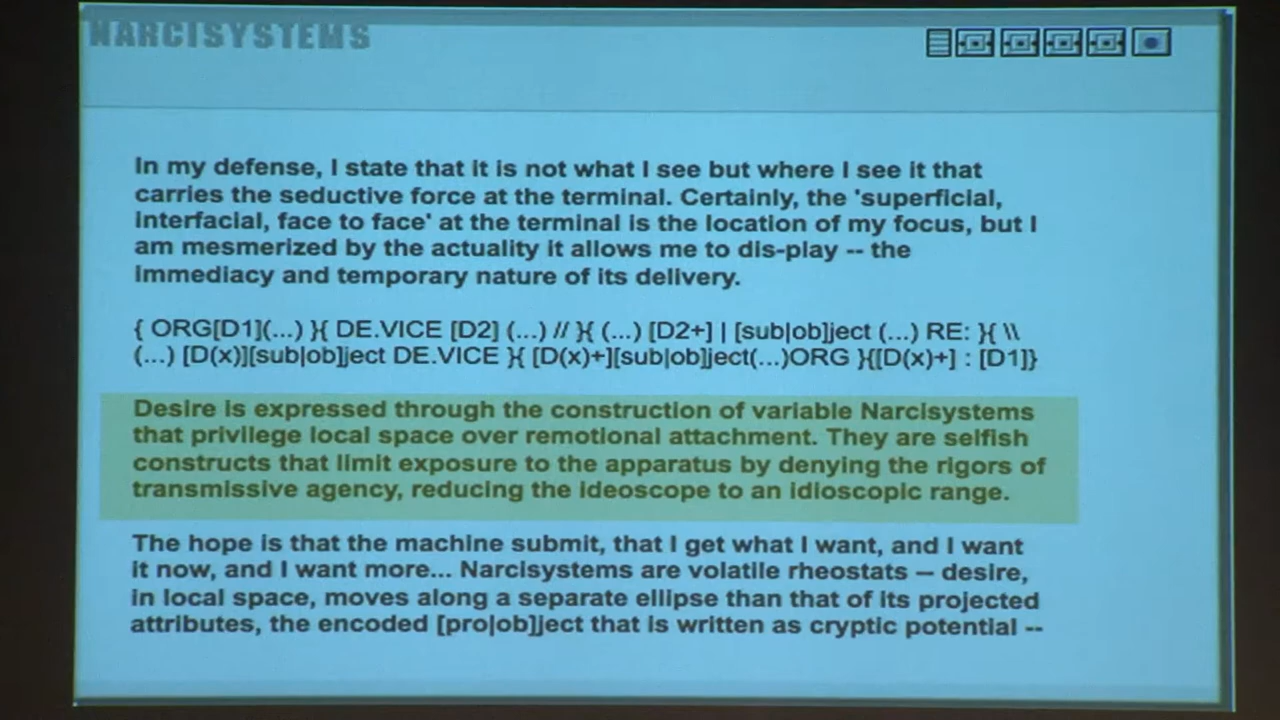 NARCISYSTEMS
In my defense, I state that it is not what I see but where I see it that
carries the seductive force at the terminal. Certainly, the 'superficial,
interfacial, face to face' at the terminal is the location of my focus, but I
am mesmerized by the actuality it allows me to dis-play -- the
immediacy and temporary nature of its delivery.
{ ORG[D1](...) }{ DE.VICE [D2] (...) // }{ (...) [D2+] | [sub|ob]ject (...) RE: }{ \\
(...) [D(x)][sub|ob]ject DE.VICE }{ [D(x)+][sub|ob]ject(...)ORG }{[D(x)+] : [D1]}
Desire is expressed through the construction of variable Narcisystems
that privilege local space over remotional attachment. They are selfish
constructs that limit exposure to the apparatus by denying the rigors of
transmissive agency, reducing the ideoscope to an idioscopic range.
The hope is that the machine submit, that I get what I want, and I want
it now, and I want more... Narcisystems are volatile rheostats – desire,
in local space, moves along a separate ellipse than that of its projected
attributes, the encoded [pro|ob]ject that is written as cryptic potential --